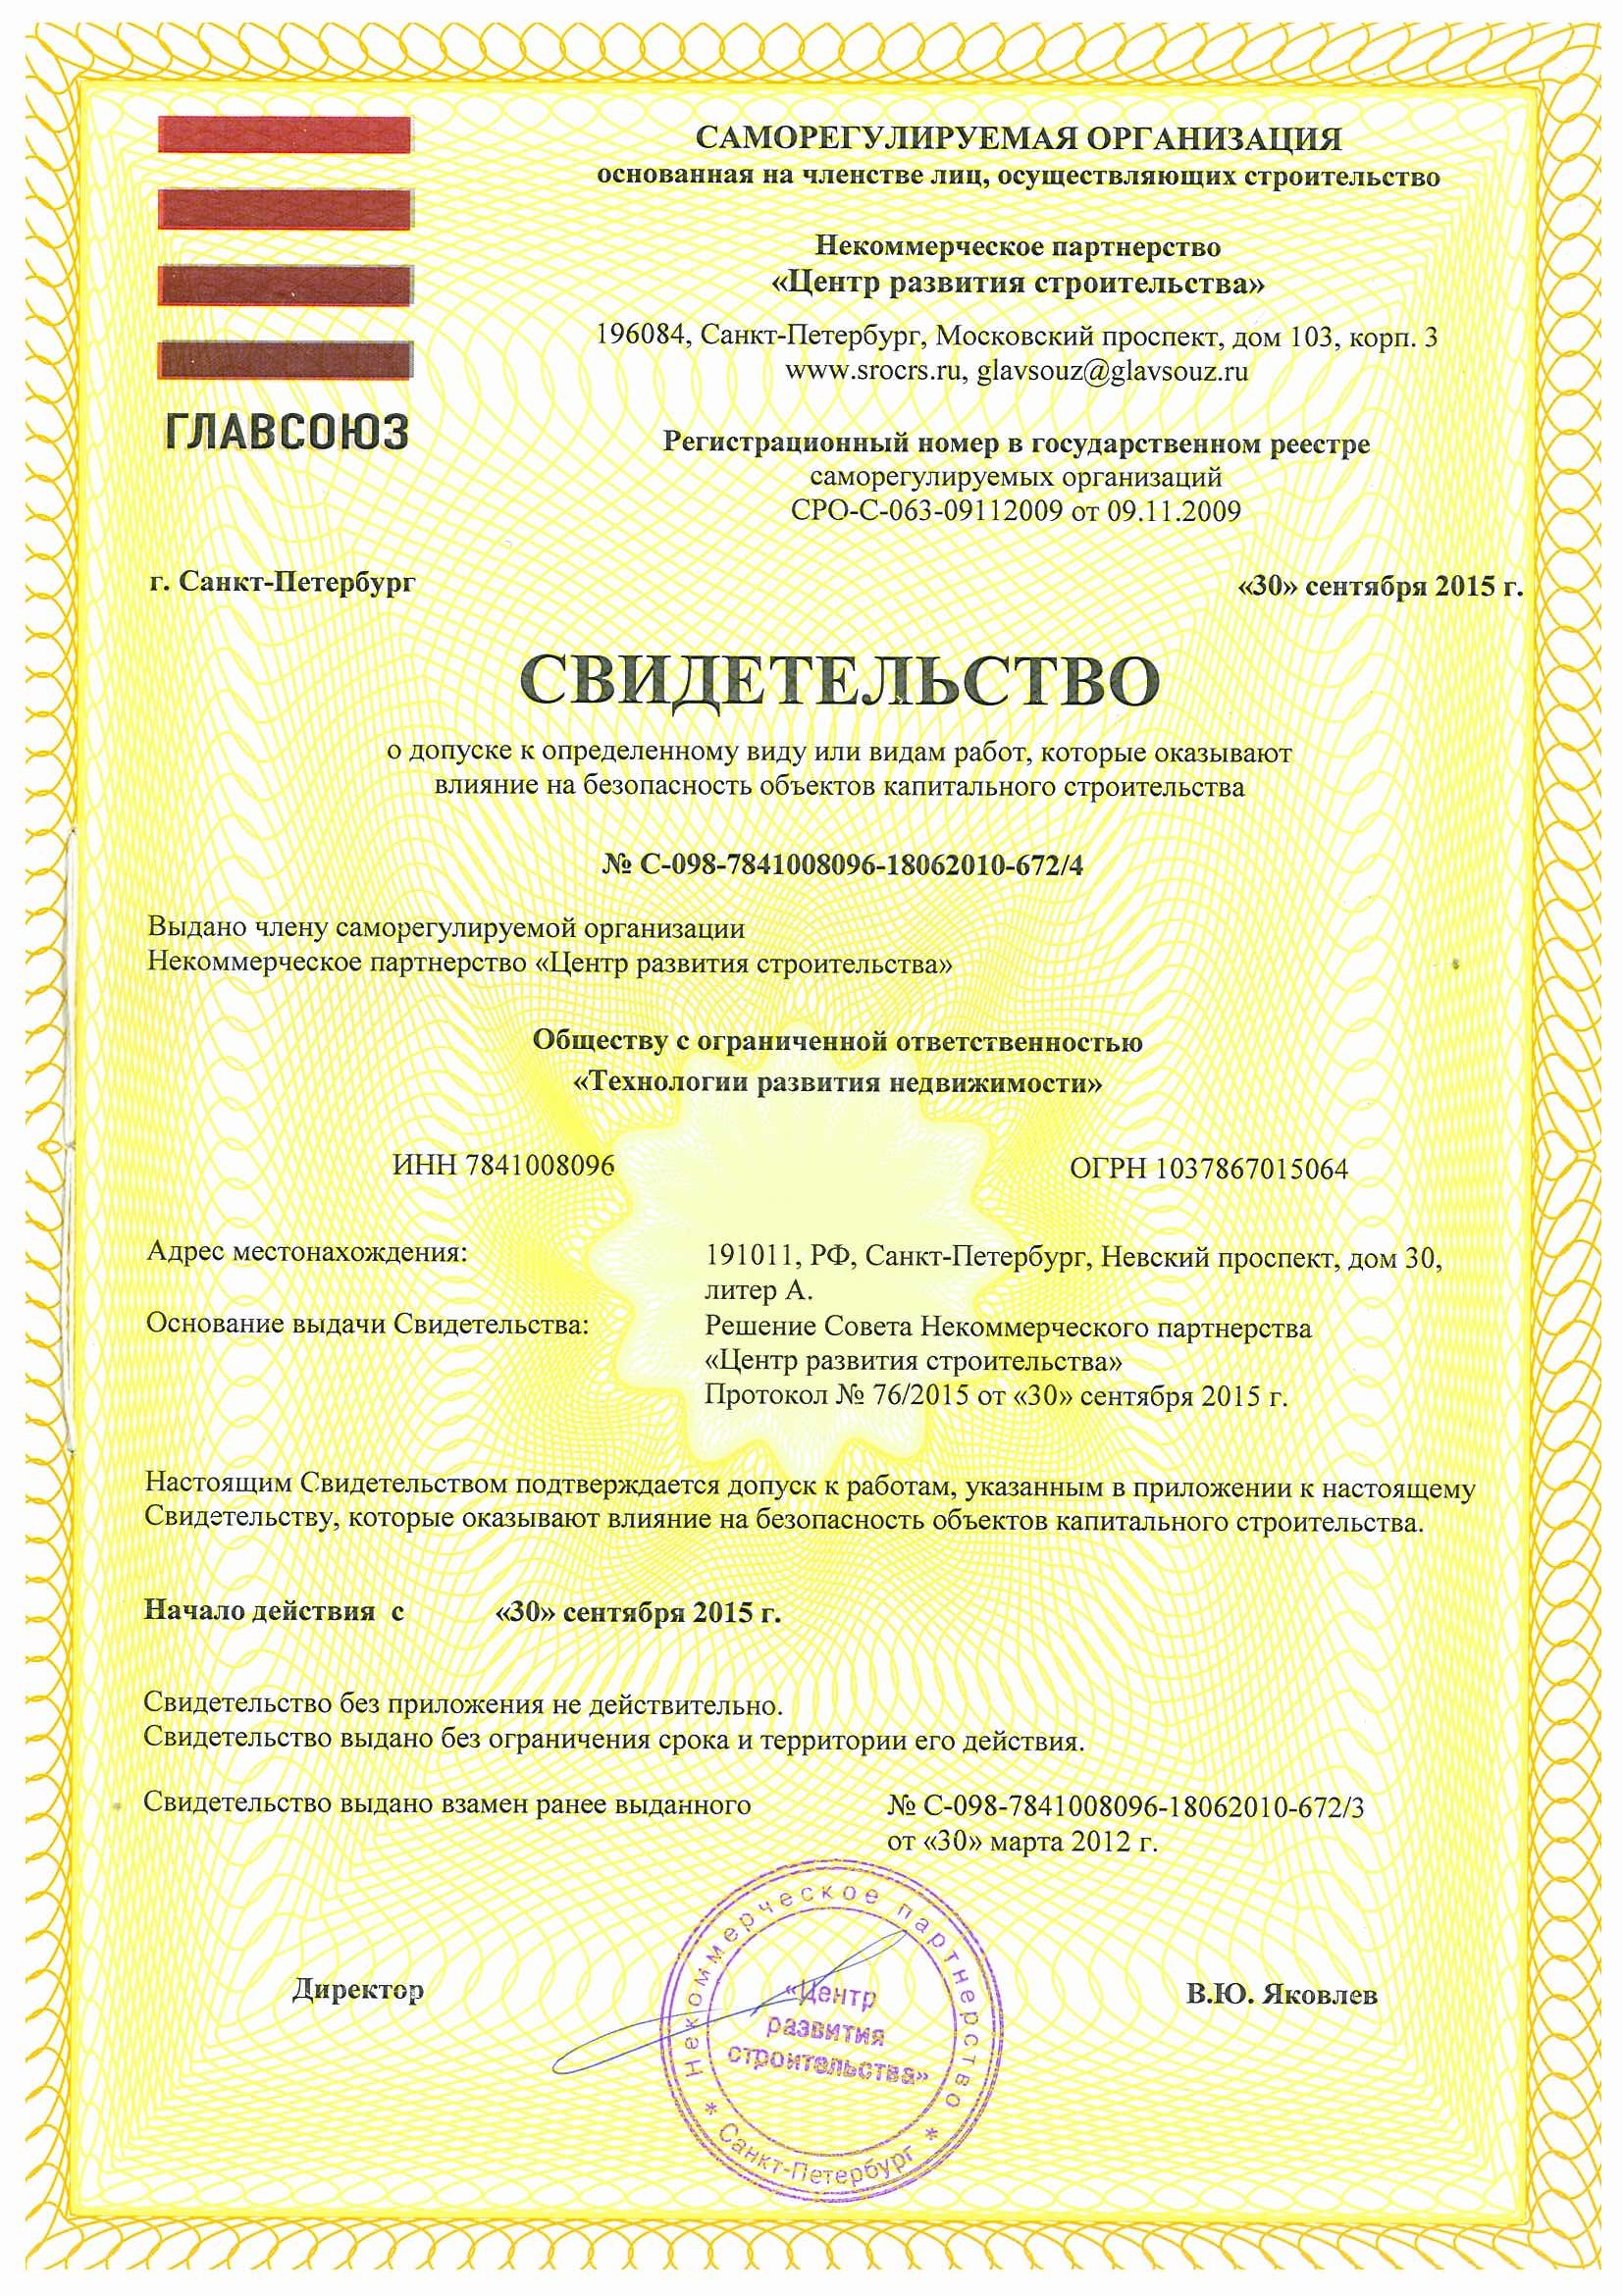 САМОРЕГУЛИРУЕМАЯ ОРГАНИЗАЦИЯ
основанная на членстве лиц, осуществляющих строительство
Некоммерческое партнерство
«Центр развития строительства»
196084, Санкт-Петербург, Московский проспект, дом 103, корп. 3
www.srocrs.ru, glavsouz@glavsouz.ru
ГЛАВСОЮЗ
Регистрационный номер в государственном реестре
саморегулируемых организаций
СРО-С-063-09112009 от 09.11.2009
г. Санкт-Петербург «30» сентября 2015 г.
СВИДЕТЕЛЬСТВО
о допуске к определенному виду или видам работ, которые оказывают
влияние на безопасность объектов капитального строительства
№ С-098-7841008096-18062010-672/4
Выдано члену саморегулируемой организации
Некоммерческое партнерство «Центр развития строительства»
Обществу с ограниченной ответственностью
«Технологии развития недвижимости»
ИНН 7841008096 ОГРН 1037867015064
Адрес местонахождения: 191011, РФ, Санкт-Петербург, Невский проспект, дом 30,
литер А.
Основание выдачи Свидетельства: Решение Совета Некоммерческого партнерства
«Центр развития строительства»
Протокол № 76/2015 от «30» сентября 2015 г.
Настоящим Свидетельством подтверждается допуск к работам, указанным в приложении к настоящему
Свидетельству, которые оказывают влияние на безопасность объектов капитального строительства.
Начало действия с «30» сентября 2015 г.
Свидетельство без приложения не действительно.
Свидетельство выдано без ограничения срока и территории его действия.
Свидетельство выдано взамен ранее выданного № С-098-7841008096-18062010-672/3
от «30» марта 2012 г.
Директор В.Ю. Яковлев
Некоммерческое партнерство
«Центр
развития
строительства»
* Санкт-Петербург *